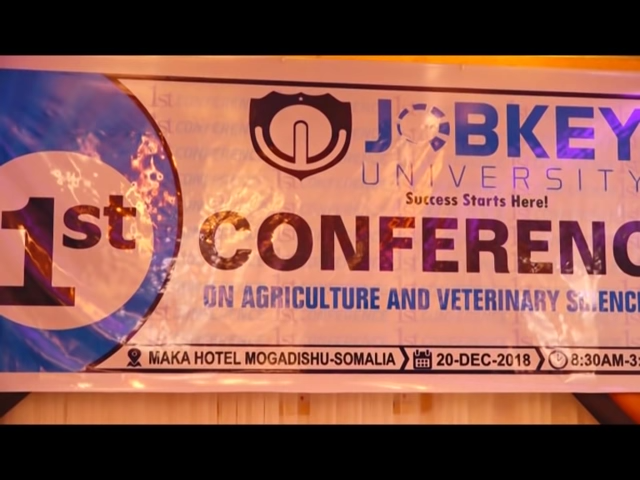 JOBKEY
UNIVERSITY
Success Starts Here!
1st
CONFERENC
ON AGRICULTURE AND VETERINARY SCIENC
MAKA HOTEL MOGADISHU-SOMALIA
20-DEC-2018
8:30AM-3: